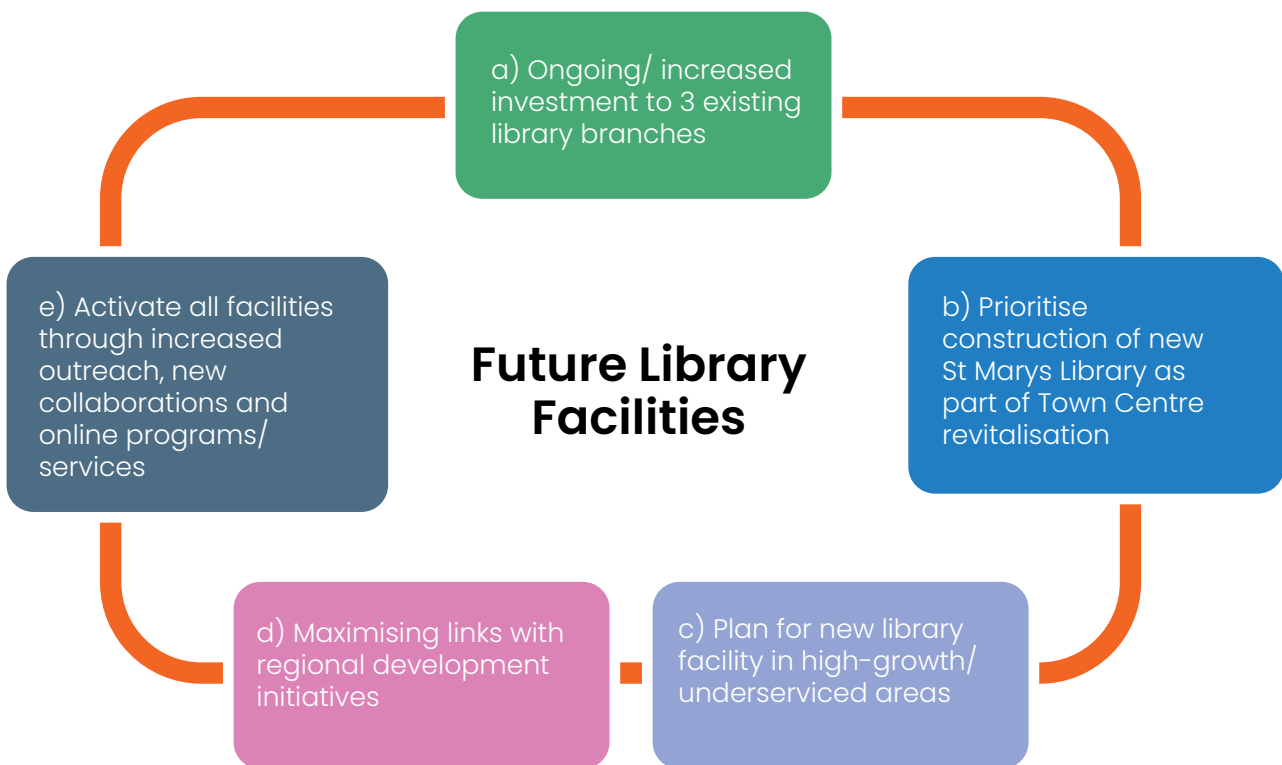 a) Ongoing/ increased
investment to 3 existing
library branches
b) Prioritise
construction of new
St Marys Library as
part of Town Centre
revitalisation
c) Plan for new library
facility in high-growth/
underserviced areas
d) Maximising links with
regional development
initiatives
e) Activate all facilities
through increased
outreach, new
collaborations and
online programs/
services
Future Library
Facilities